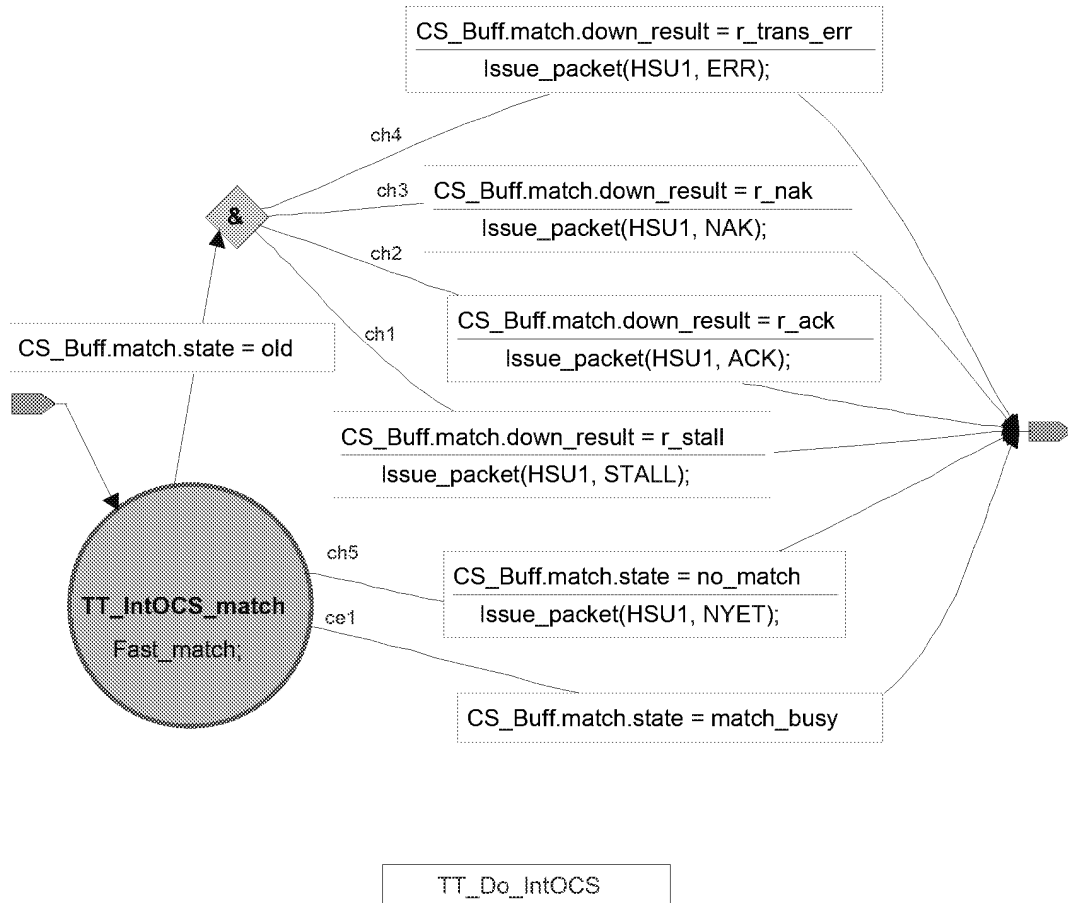 CS_Buff.match.down_result = r_trans_err
Issue_packet(HSU1, ERR);
ch4
ch3
CS_Buff.match.down_result = r_nak
Issue_packet(HSU1, NAK);
&
ch2
CS_Buff.match.down_result = r_ack
Issue_packet(HSU1, ACK);
ch1
CS_Buff.match.state = old
CS_Buff.match.down_result = r_stall
Issue_packet(HSU1, STALL);
ch5
CS_Buff.match.state = no_match
Issue_packet(HSU1, NYET);
TT_IntOCS_match
Fast_match;
ce1
CS_Buff.match.state = match_busy
TT_Do_IntOCS